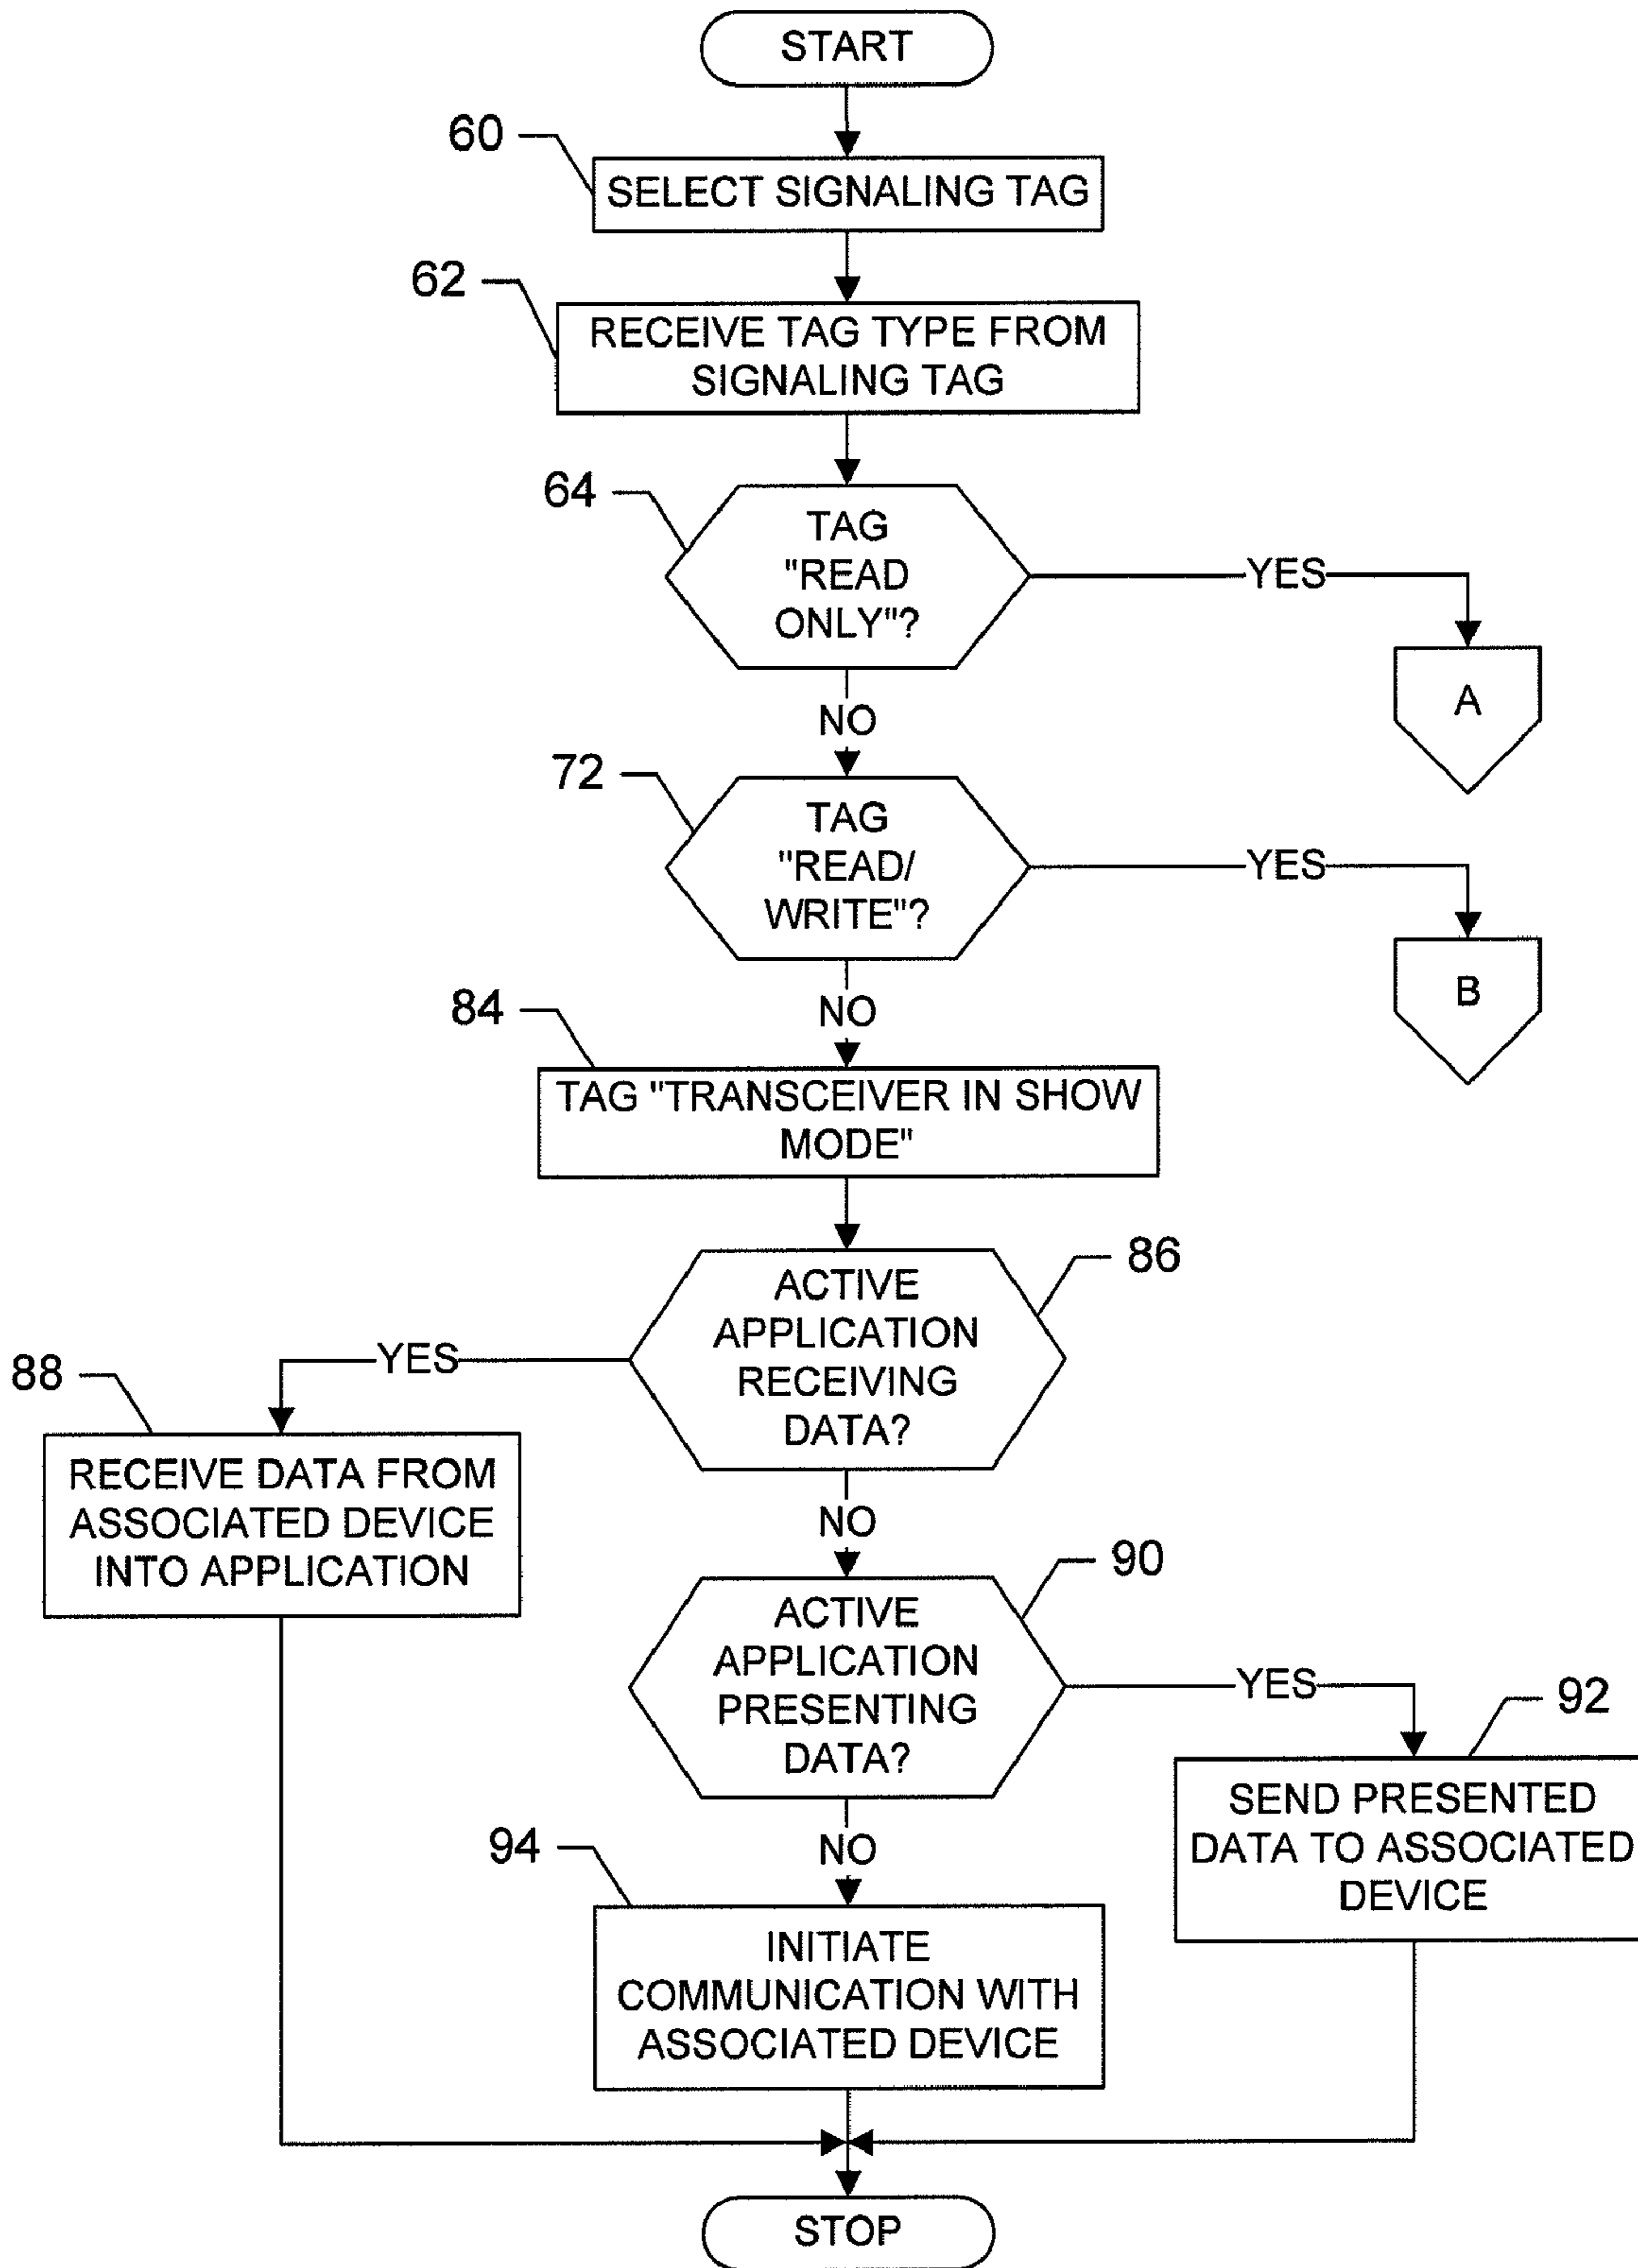 START
60
SELECT SIGNALING TAG
62
RECEIVE TAG TYPE FROM
SIGNALING TAG
64
TAG
"READ
ONLY"?
YES
A
NO
72
TAG
"READ/
WRITE"?
YES
B
NO
84
TAG "TRANSCEIVER IN SHOW
MODE"
86
ACTIVE
APPLICATION
RECEIVING
DATA?
YES
88
RECEIVE DATA FROM
ASSOCIATED DEVICE
INTO APPLICATION
NO
90
ACTIVE
APPLICATION
PRESENTING
DATA?
YES
92
SEND PRESENTED
DATA TO ASSOCIATED
DEVICE
NO
94
INITIATE
COMMUNICATION WITH
ASSOCIATED DEVICE
STOP